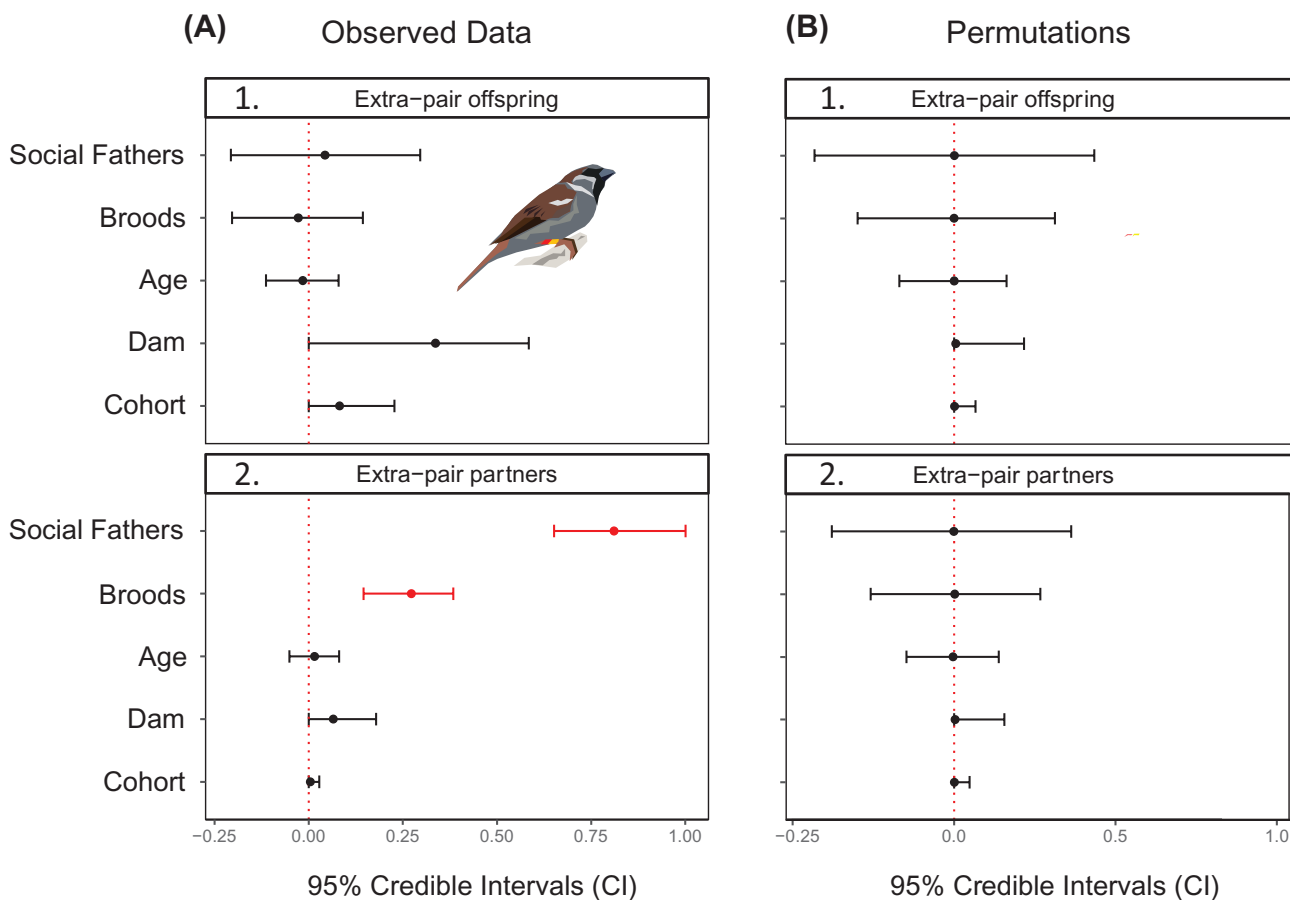 (A) Observed Data
1. Extra−pair offspring
Social Fathers
Broods
Age
Dam
Cohort
2. Extra−pair partners
Social Fathers
Broods
Age
Dam
Cohort
−0.25 0.00 0.25 0.50 0.75 1.00
95% Credible Intervals (CI)
(B) Permutations
1. Extra−pair offspring
2. Extra−pair partners
−0.25 0.0 0.5 1.0
95% Credible Intervals (CI)